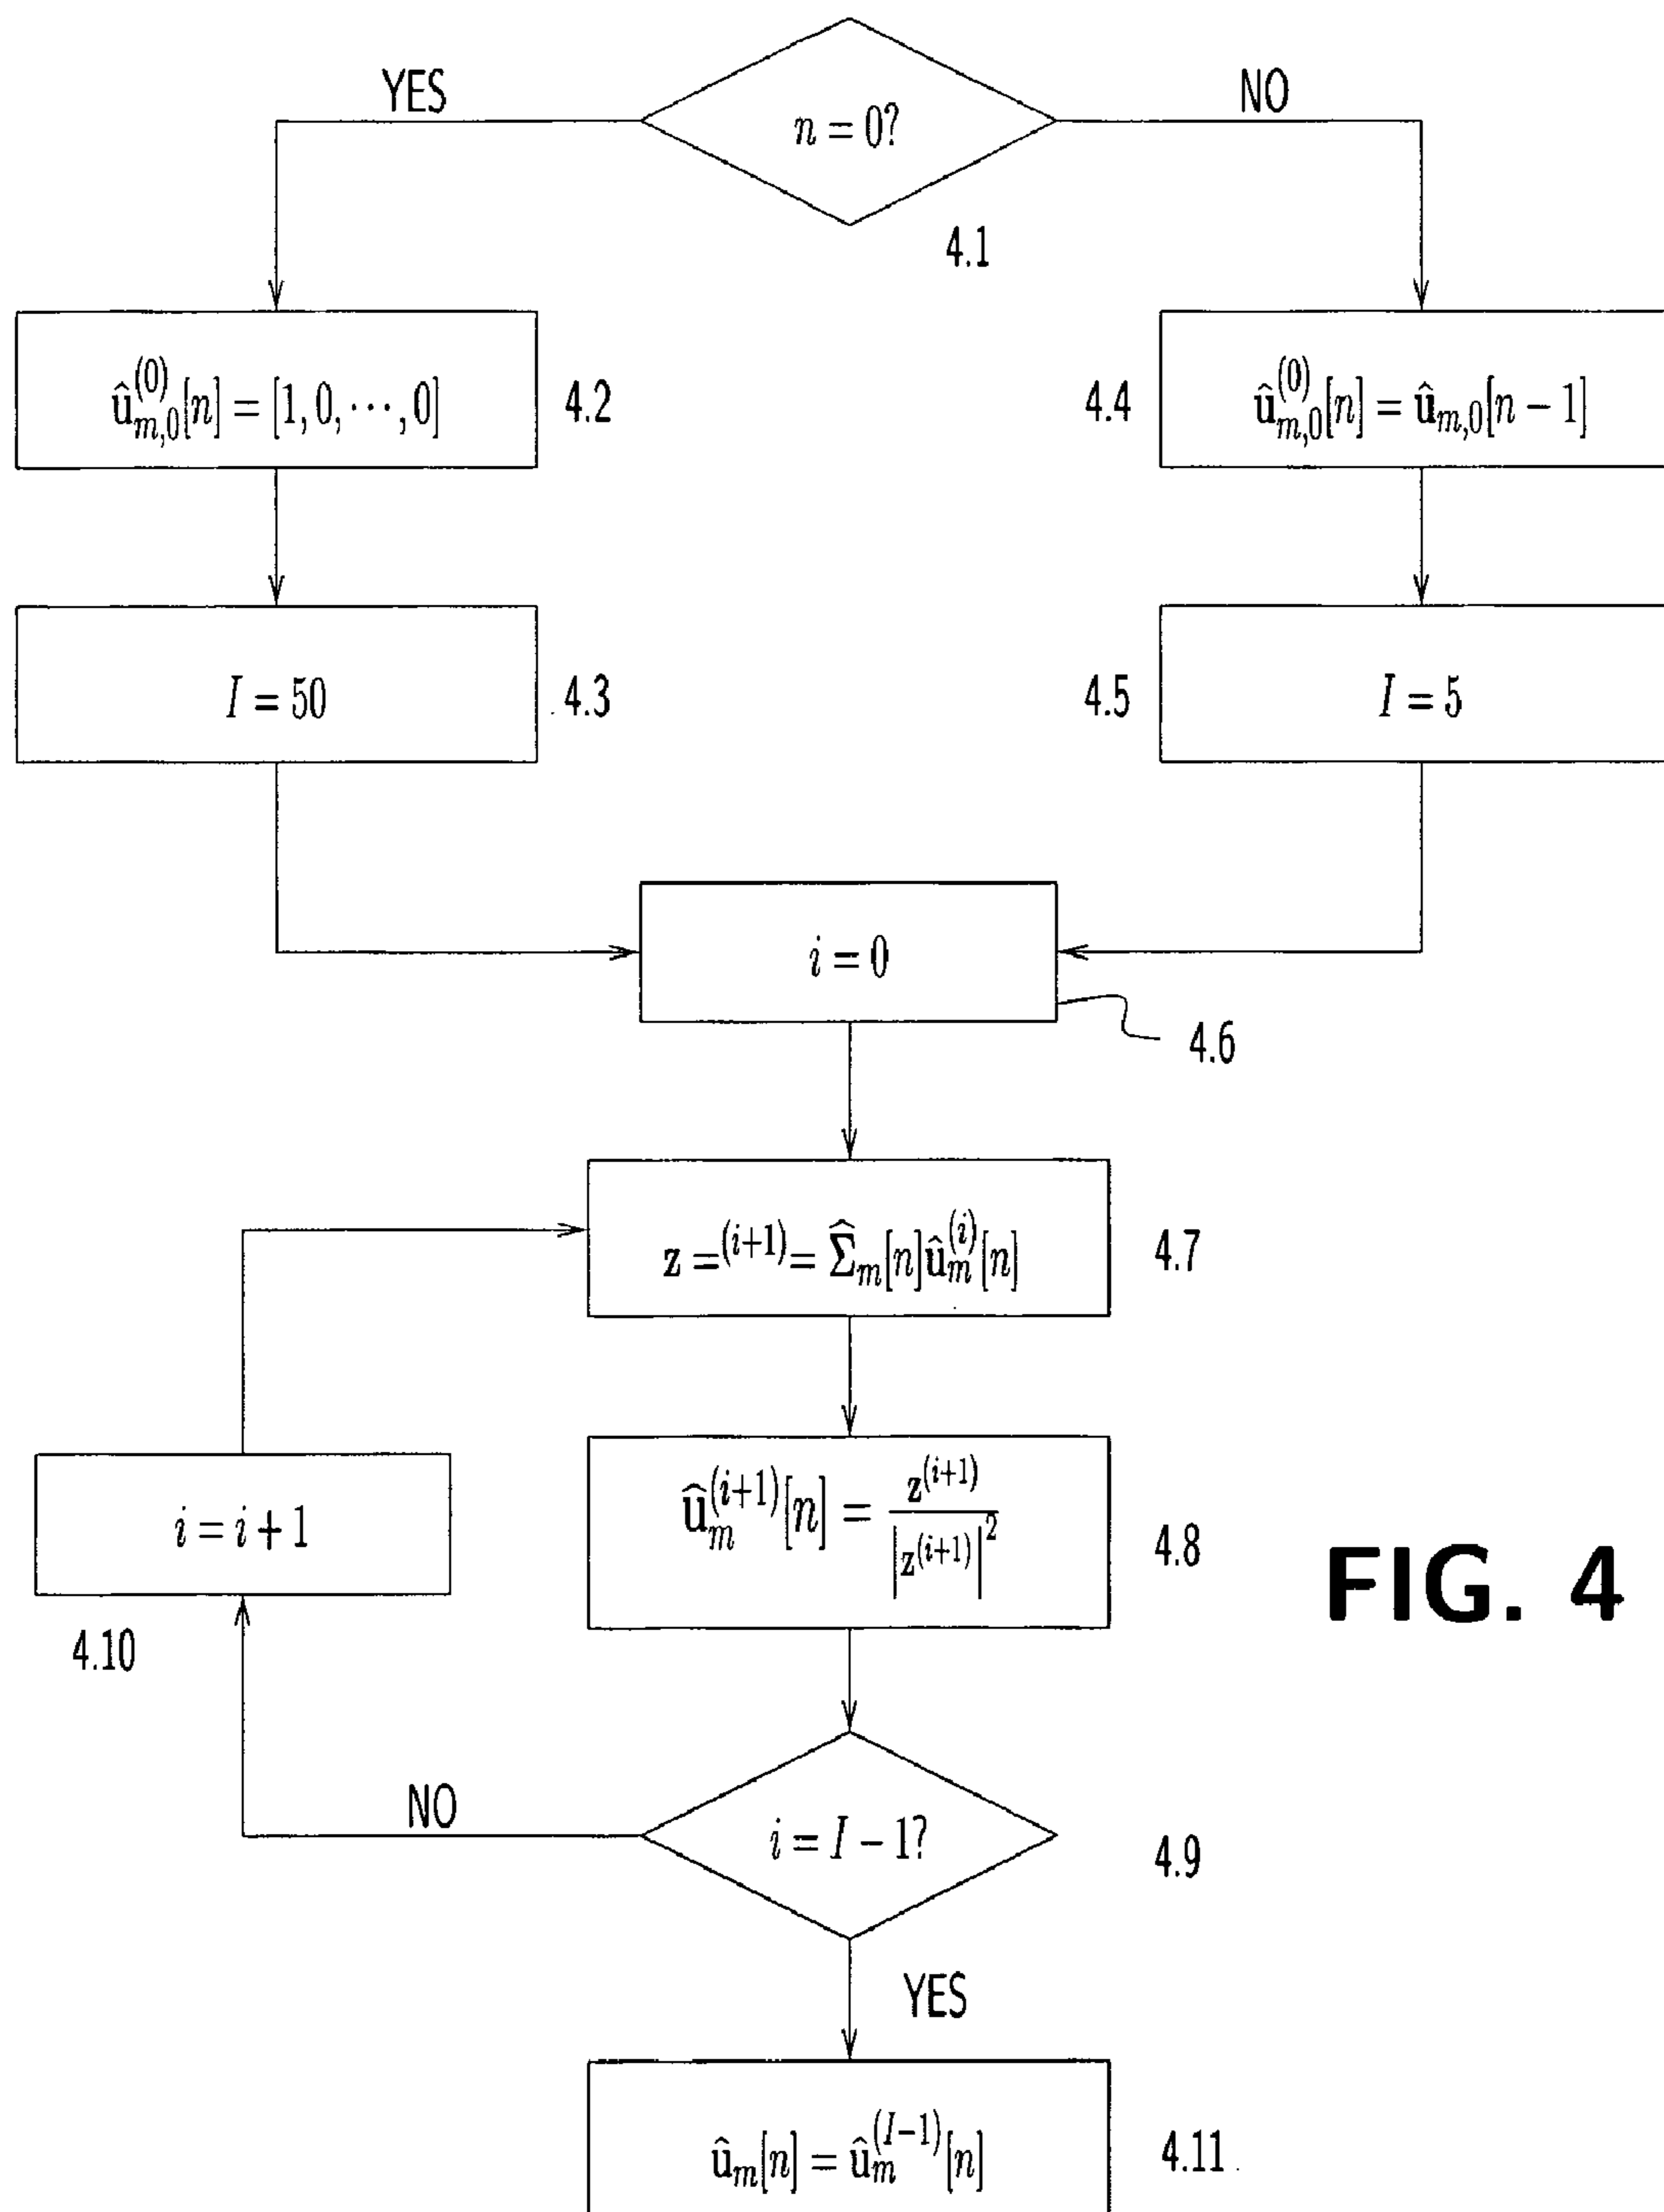 YES
NO
n = 0?
4.1
û_{m,0}^{(0)}[n] = [1, 0, ⋯, 0]
4.2
4.4
û_{m,0}^{(0)}[n] = û_{m,0}[n − 1]
I = 50
4.3
4.5
I = 5
i = 0
4.6
z =^{(i+1)}= Σ̂_m[n]û_m^{(i)}[n]
4.7
û_m^{(i+1)}[n] = z^{(i+1)} / |z^{(i+1)}|^2
4.8
i = i + 1
4.10
FIG. 4
NO
i = I − 1?
4.9
YES
û_m[n] = û_m^{(I−1)}[n]
4.11